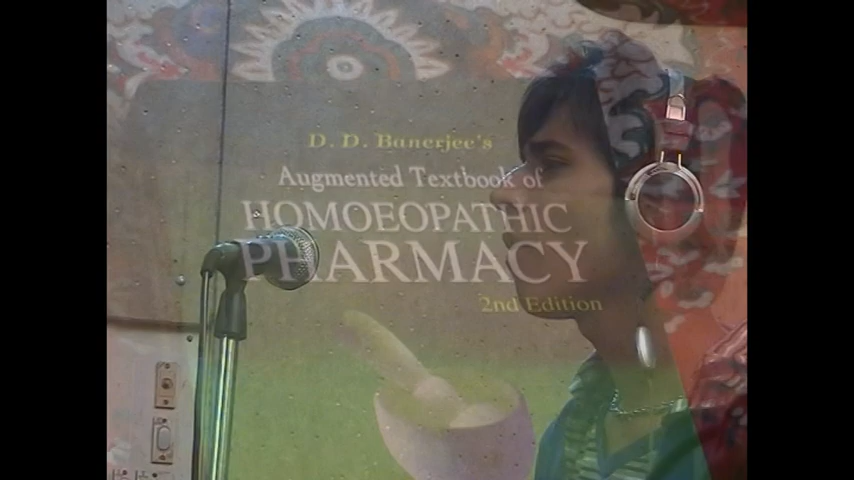 D. D. Banerjee's
Augmented Textbook of
HOMOEOPATHIC
PHARMACY
2nd Edition